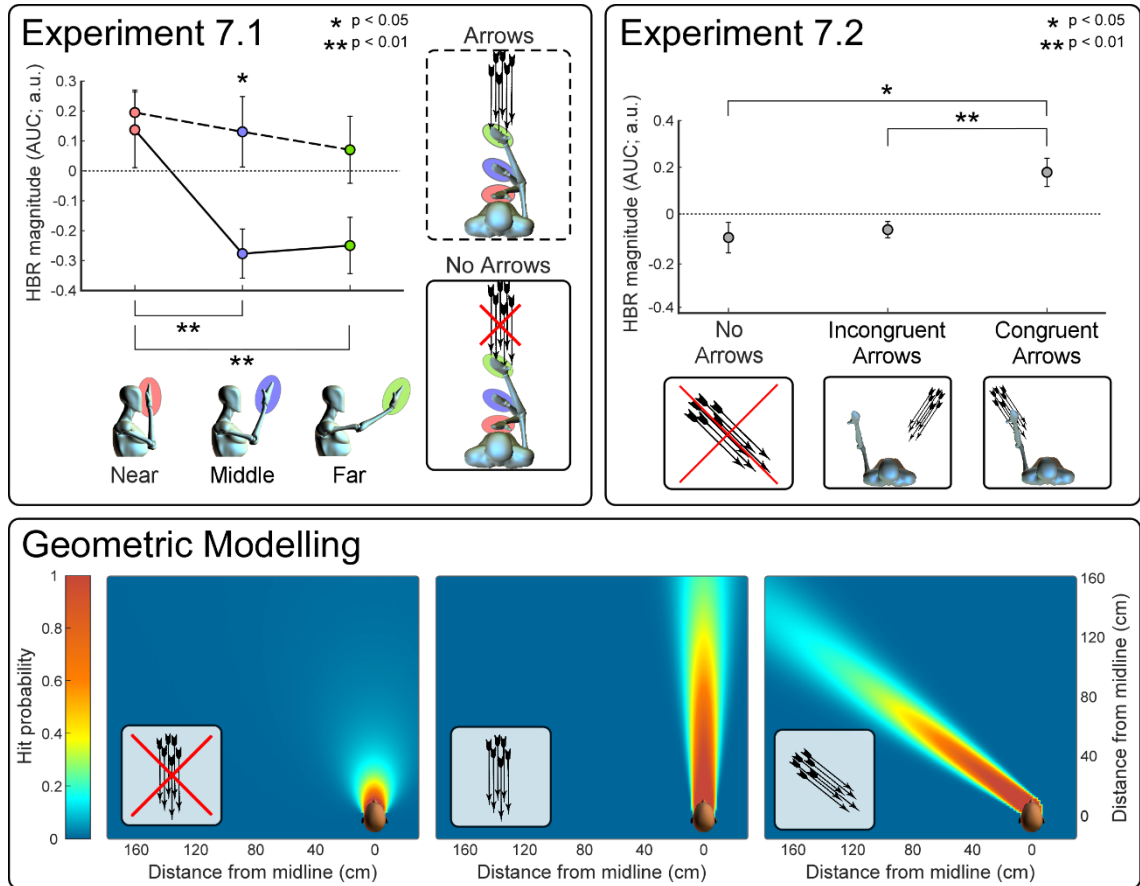 Experiment 7.1
* p < 0.05
** p < 0.01
HBR magnitude (AUC; a.u.)
0.3
0.2
0.1
0
-0.1
-0.2
-0.3
-0.4
*
**
**
Near
Middle
Far
Arrows
No Arrows
Experiment 7.2
* p < 0.05
** p < 0.01
HBR magnitude (AUC; a.u.)
0.4
0.2
0
-0.2
-0.4
*
**
No
Arrows
Incongruent
Arrows
Congruent
Arrows
Geometric Modelling
Hit probability
1
0.8
0.6
0.4
0.2
0
160 120 80 40 0
Distance from midline (cm)
160 120 80 40 0
Distance from midline (cm)
160 120 80 40 0
Distance from midline (cm)
160
120
80
40
0
Distance from midline (cm)